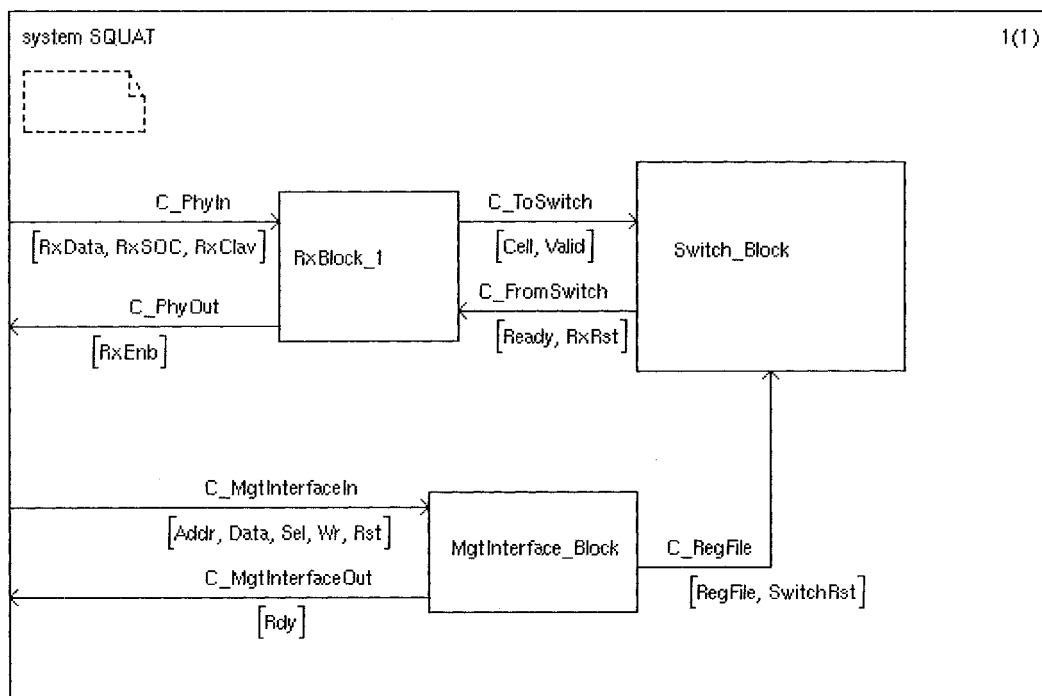 system SQUAT 1(1)
C_PhyIn
[RxData, RxSOC, RxClav]
C_PhyOut
[RxEnb]
RxBlock_1
C_ToSwitch
[Cell, Valid]
C_FromSwitch
[Ready, RxRst]
Switch_Block
C_MgtInterfaceIn
[Addr, Data, Sel, Wr, Rst]
C_MgtInterfaceOut
[Rdy]
MgtInterface_Block
C_RegFile
[RegFile, SwitchRst]